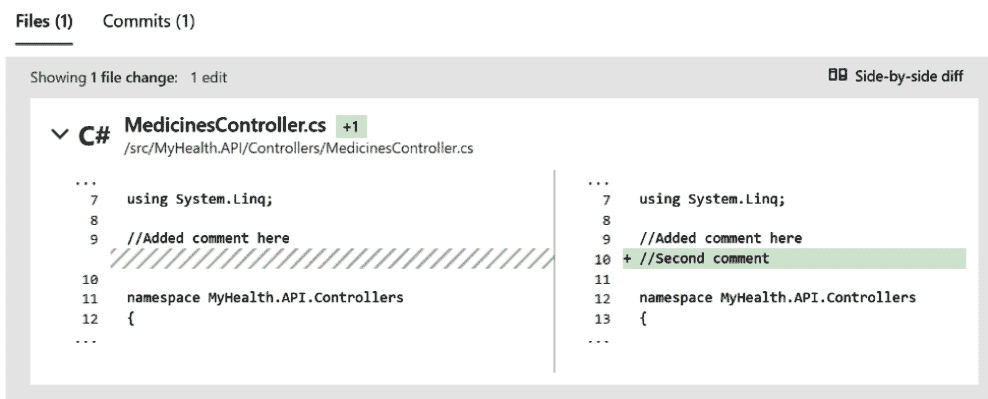 Files (1) Commits (1)
Showing 1 file change: 1 edit Side-by-side diff
C# MedicinesController.cs +1
/src/MyHealth.API/Controllers/MedicinesController.cs
...
7 using System.Linq;
8
9 //Added comment here
10
11 namespace MyHealth.API.Controllers
12 {
...
...
7 using System.Linq;
8
9 //Added comment here
10 + //Second comment
11
12 namespace MyHealth.API.Controllers
13 {
...